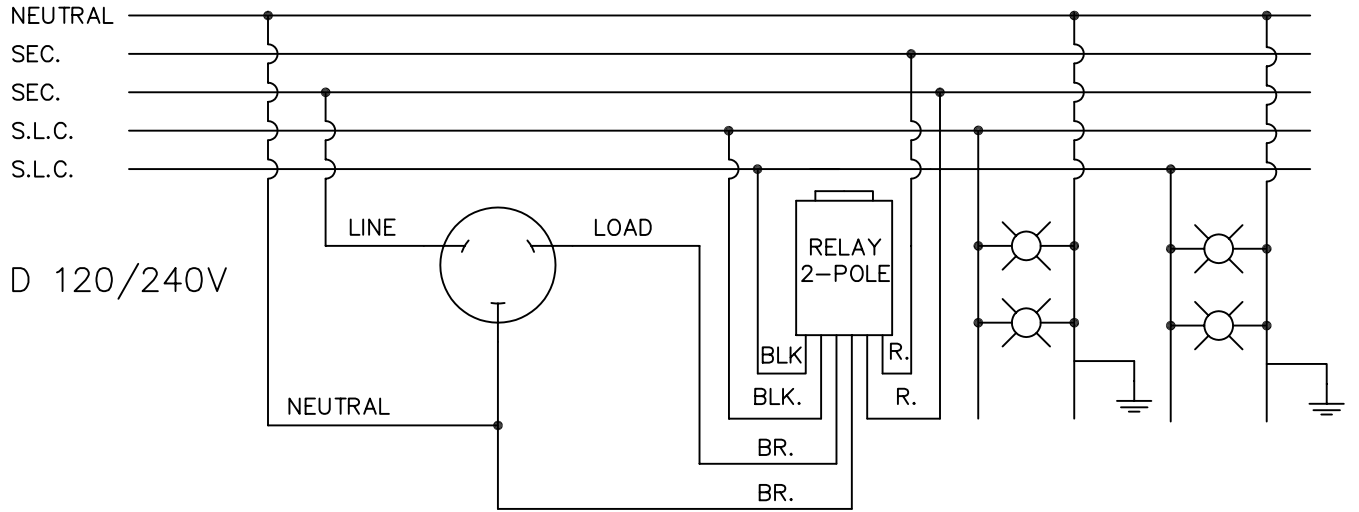 NEUTRAL
SEC.
SEC.
S.L.C.
S.L.C.
LINE
LOAD
RELAY
2-POLE
D 120/240V
BLK
R.
BLK.
R.
NEUTRAL
BR.
BR.